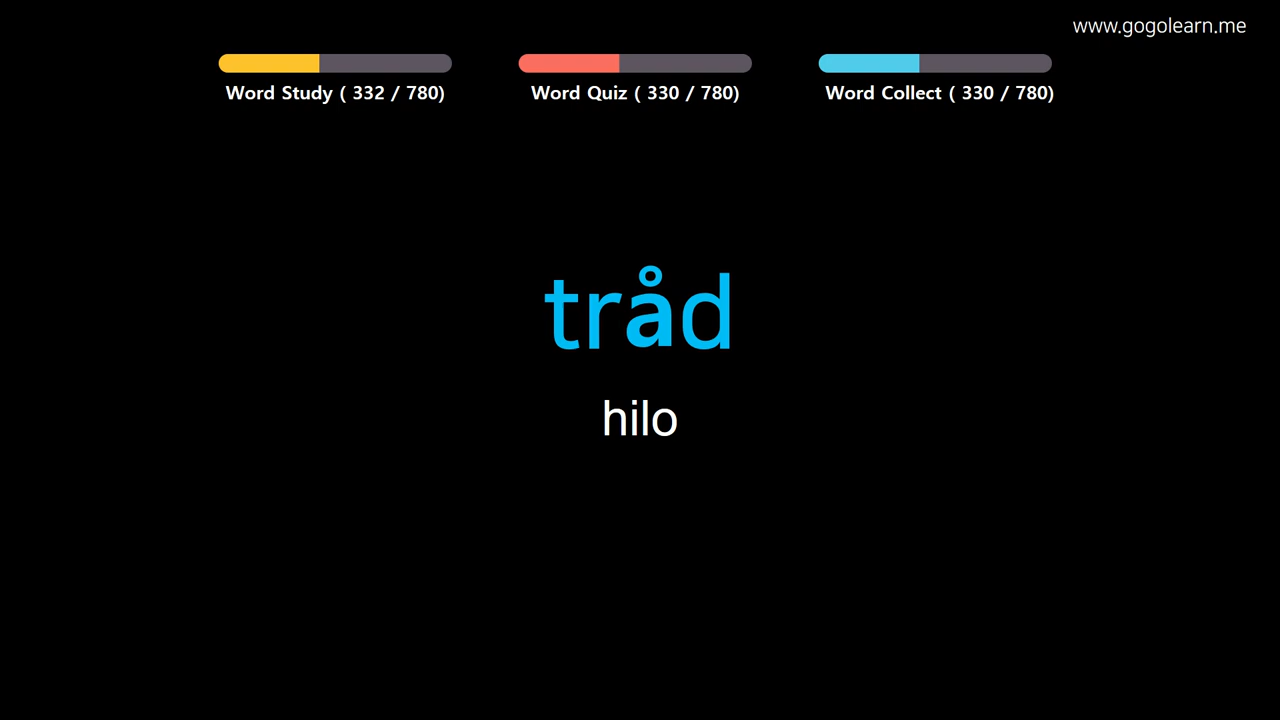 www.gogolearn.me
Word Study ( 332 / 780)
Word Quiz ( 330 / 780)
Word Collect ( 330 / 780)
tråd
hilo